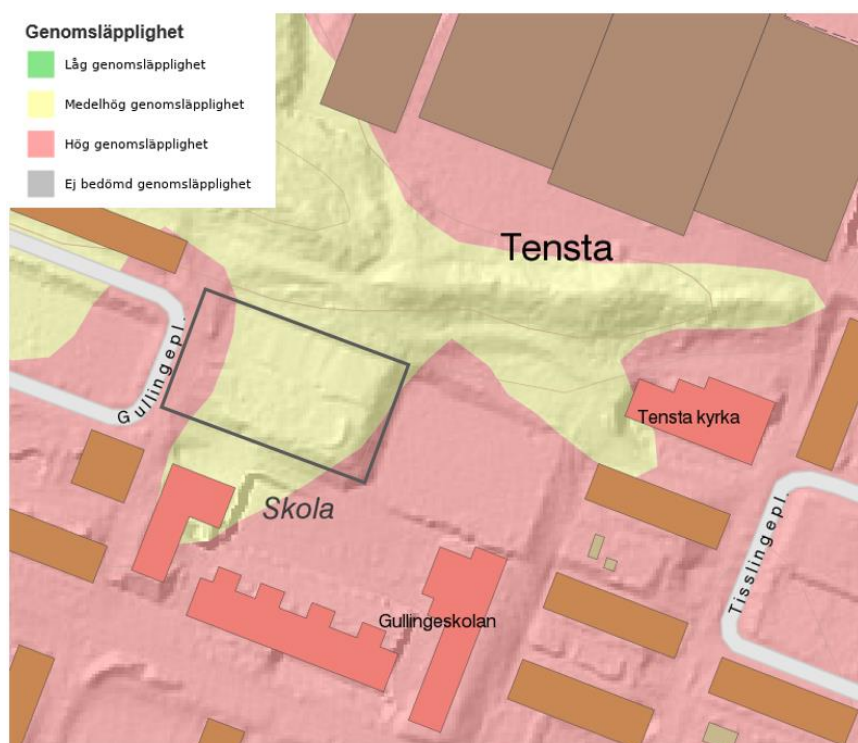 Genomsläpplighet
Låg genomsläpplighet
Medelhög genomsläpplighet
Hög genomsläpplighet
Ej bedömd genomsläpplighet
Tensta
Gullingepl.
Tensta kyrka
Skola
Tisslingepl.
Gullingeskolan